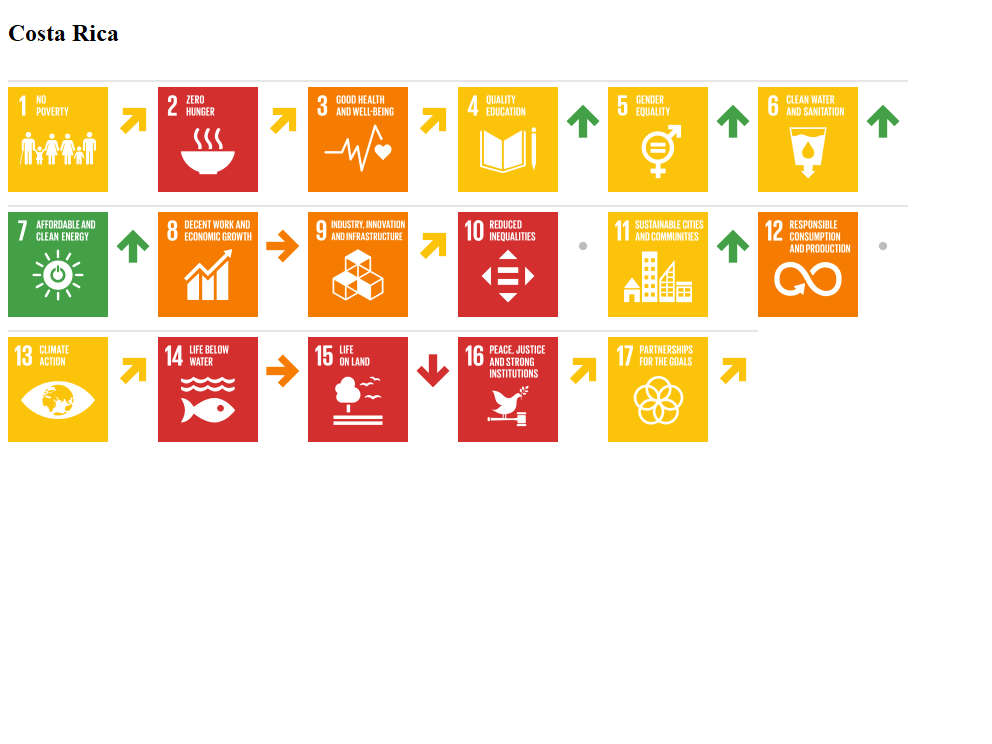 Costa Rica
1 NO
POVERTY
2 ZERO
HUNGER
3 GOOD HEALTH
AND WELL-BEING
4 QUALITY
EDUCATION
5 GENDER
EQUALITY
6 CLEAN WATER
AND SANITATION
7 AFFORDABLE AND
CLEAN ENERGY
8 DECENT WORK AND
ECONOMIC GROWTH
9 INDUSTRY, INNOVATION
AND INFRASTRUCTURE
10 REDUCED
INEQUALITIES
11 SUSTAINABLE CITIES
AND COMMUNITIES
12 RESPONSIBLE
CONSUMPTION
AND PRODUCTION
13 CLIMATE
ACTION
14 LIFE BELOW
WATER
15 LIFE
ON LAND
16 PEACE, JUSTICE
AND STRONG
INSTITUTIONS
17 PARTNERSHIPS
FOR THE GOALS